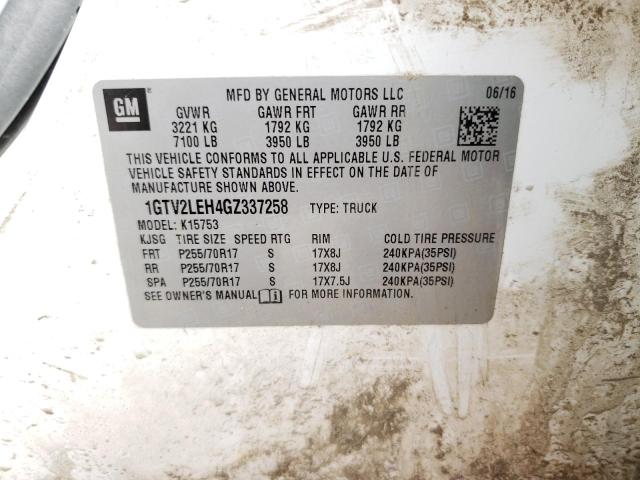 GM
MFD BY GENERAL MOTORS LLC 06/16
GVWR GAWR FRT GAWR RR
3221 KG 1792 KG 1792 KG
7100 LB 3950 LB 3950 LB
THIS VEHICLE CONFORMS TO ALL APPLICABLE U.S. FEDERAL MOTOR
VEHICLE SAFETY STANDARDS IN EFFECT ON THE DATE OF
MANUFACTURE SHOWN ABOVE.
1GTV2LEH4GZ337258 TYPE: TRUCK
MODEL: K15753
KJSG TIRE SIZE SPEED RTG RIM COLD TIRE PRESSURE
FRT P255/70R17 S 17X8J 240KPA(35PSI)
RR P255/70R17 S 17X8J 240KPA(35PSI)
SPA P255/70R17 S 17X7.5J 240KPA(35PSI)
SEE OWNER'S MANUAL FOR MORE INFORMATION.